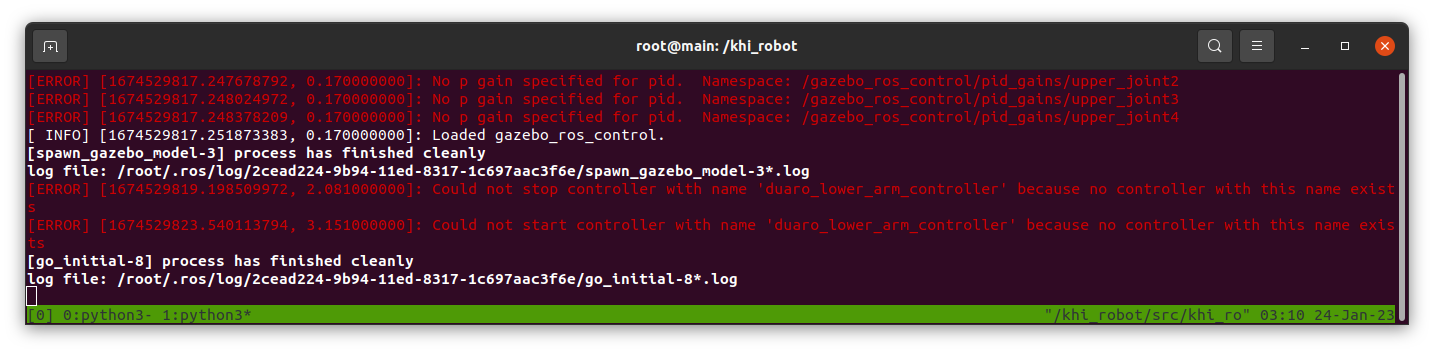 root@main: /khi_robot
[ERROR] [1674529817.247678792, 0.170000000]: No p gain specified for pid.  Namespace: /gazebo_ros_control/pid_gains/upper_joint2
[ERROR] [1674529817.248024972, 0.170000000]: No p gain specified for pid.  Namespace: /gazebo_ros_control/pid_gains/upper_joint3
[ERROR] [1674529817.248378209, 0.170000000]: No p gain specified for pid.  Namespace: /gazebo_ros_control/pid_gains/upper_joint4
[ INFO] [1674529817.251873383, 0.170000000]: Loaded gazebo_ros_control.
[spawn_gazebo_model-3] process has finished cleanly
log file: /root/.ros/log/2cead224-9b94-11ed-8317-1c697aac3f6e/spawn_gazebo_model-3*.log
[ERROR] [1674529819.198509972, 2.081000000]: Could not stop controller with name 'duaro_lower_arm_controller' because no controller with this name exist
s
[ERROR] [1674529823.540113794, 3.151000000]: Could not start controller with name 'duaro_lower_arm_controller' because no controller with this name exis
ts
[go_initial-8] process has finished cleanly
log file: /root/.ros/log/2cead224-9b94-11ed-8317-1c697aac3f6e/go_initial-8*.log
[0] 0:python3- 1:python3* "/khi_robot/src/khi_ro" 03:10 24-Jan-23